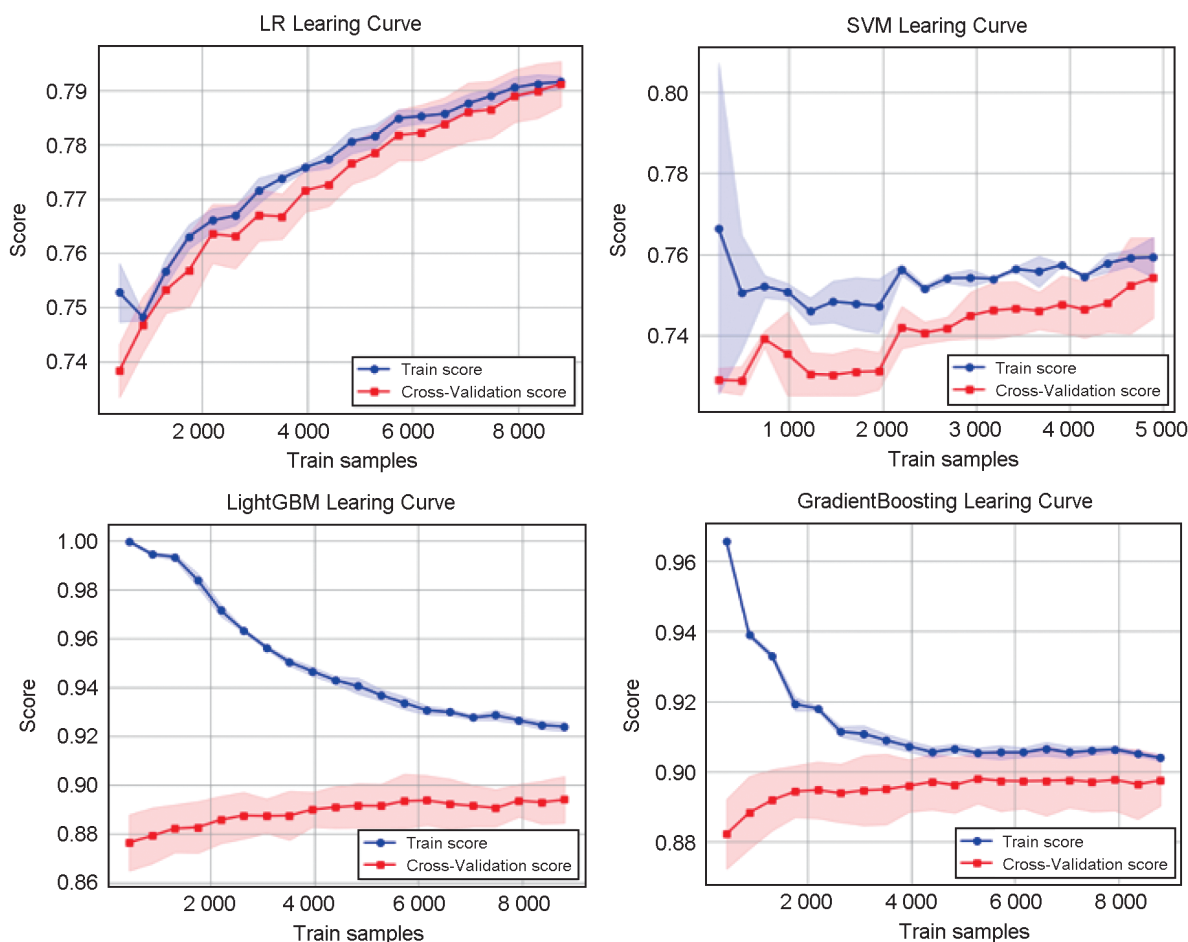 LR Learing Curve
Score
0.79
0.78
0.77
0.76
0.75
0.74
Train score
Cross-Validation score
2 000 4 000 6 000 8 000
Train samples
SVM Learing Curve
Score
0.80
0.78
0.76
0.74
Train score
Cross-Validation score
1 000 2 000 3 000 4 000 5 000
Train samples
LightGBM Learing Curve
Score
1.00
0.98
0.96
0.94
0.92
0.90
0.88
0.86
Train score
Cross-Validation score
2 000 4 000 6 000 8 000
Train samples
GradientBoosting Learing Curve
Score
0.96
0.94
0.92
0.90
0.88
Train score
Cross-Validation score
2 000 4 000 6 000 8 000
Train samples